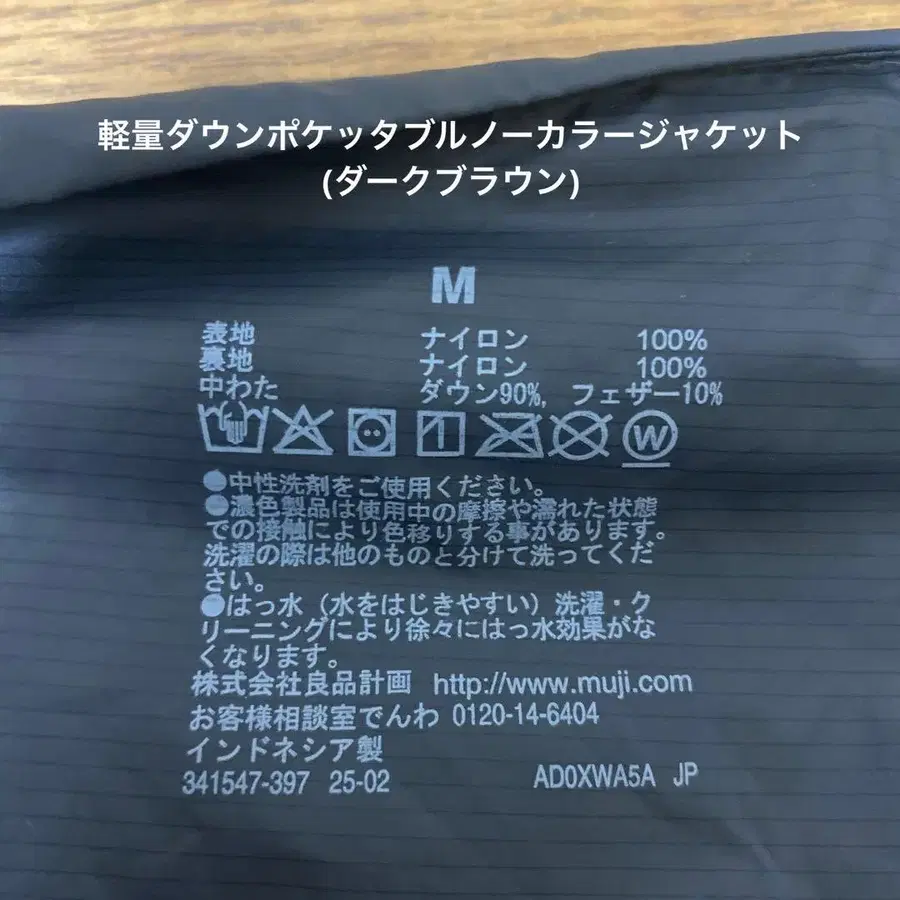 軽量ダウンポケッタブルノーカラージャケット
(ダークブラウン)
M
表地 ナイロン 100%
裏地 ナイロン 100%
中わた ダウン90%, フェザー10%
W
●中性洗剤をご使用ください。
●濃色製品は使用中の摩擦や濡れた状態
での接触により色移りする事があります。
洗濯の際は他のものと分けて洗ってくだ
さい。
●はっ水（水をはじきやすい）洗濯・ク
リーニングにより徐々にはっ水効果がな
くなります。
株式会社良品計画 http://www.muji.com
お客様相談室でんわ 0120-14-6404
インドネシア製
341547-397 25-02 AD0XWA5A JP